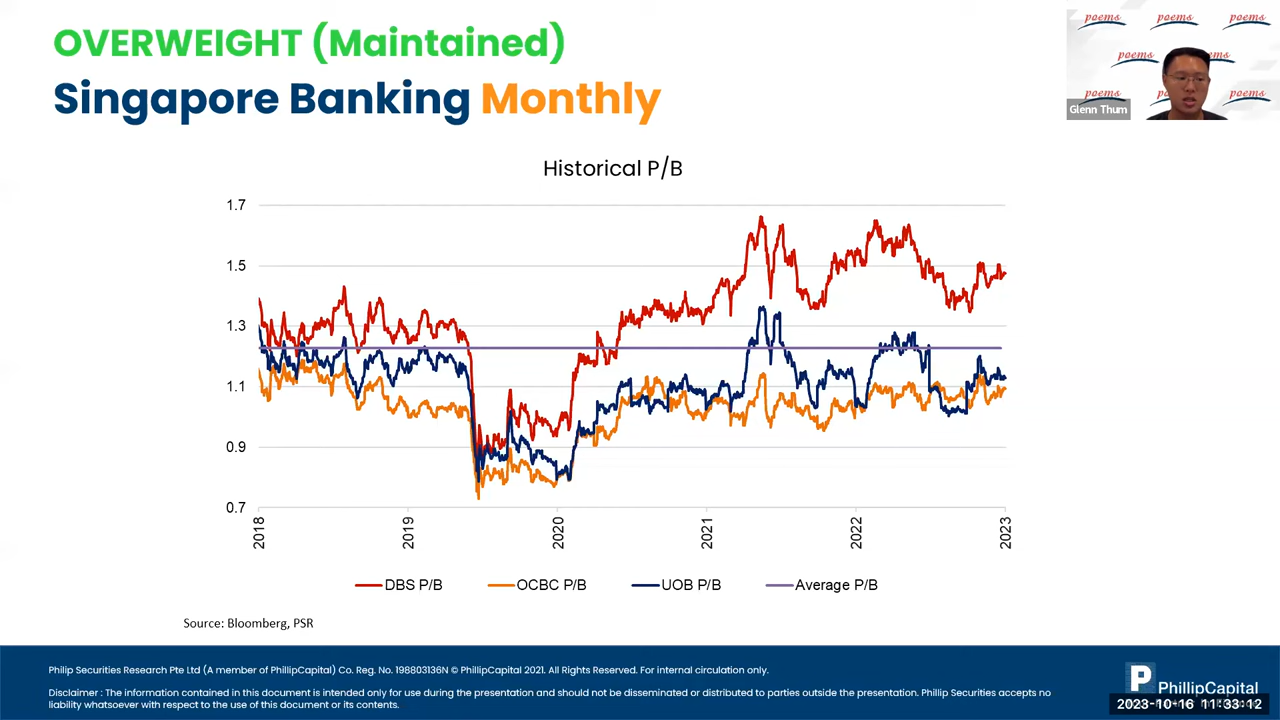 OVERWEIGHT (Maintained)
Singapore Banking Monthly
poems poems poems
poems poems
poems poems
Glenn Thum
Historical P/B
1.7
1.5
1.3
1.1
0.9
0.7
2018 2019 2020 2021 2022 2023
DBS P/B OCBC P/B UOB P/B Average P/B
Source: Bloomberg, PSR
Philip Securities Research Pte Ltd (A member of PhillipCapital) Co. Reg. No. 198803136N © PhillipCapital 2021. All Rights Reserved. For internal circulation only.
Disclaimer : The information contained in this document is intended only for use during the presentation and should not be disseminated or distributed to parties outside the presentation. Phillip Securities accepts no
liability whatsoever with respect to the use of this document or its contents.
PhillipCapital
2023-10-16 11:33:12